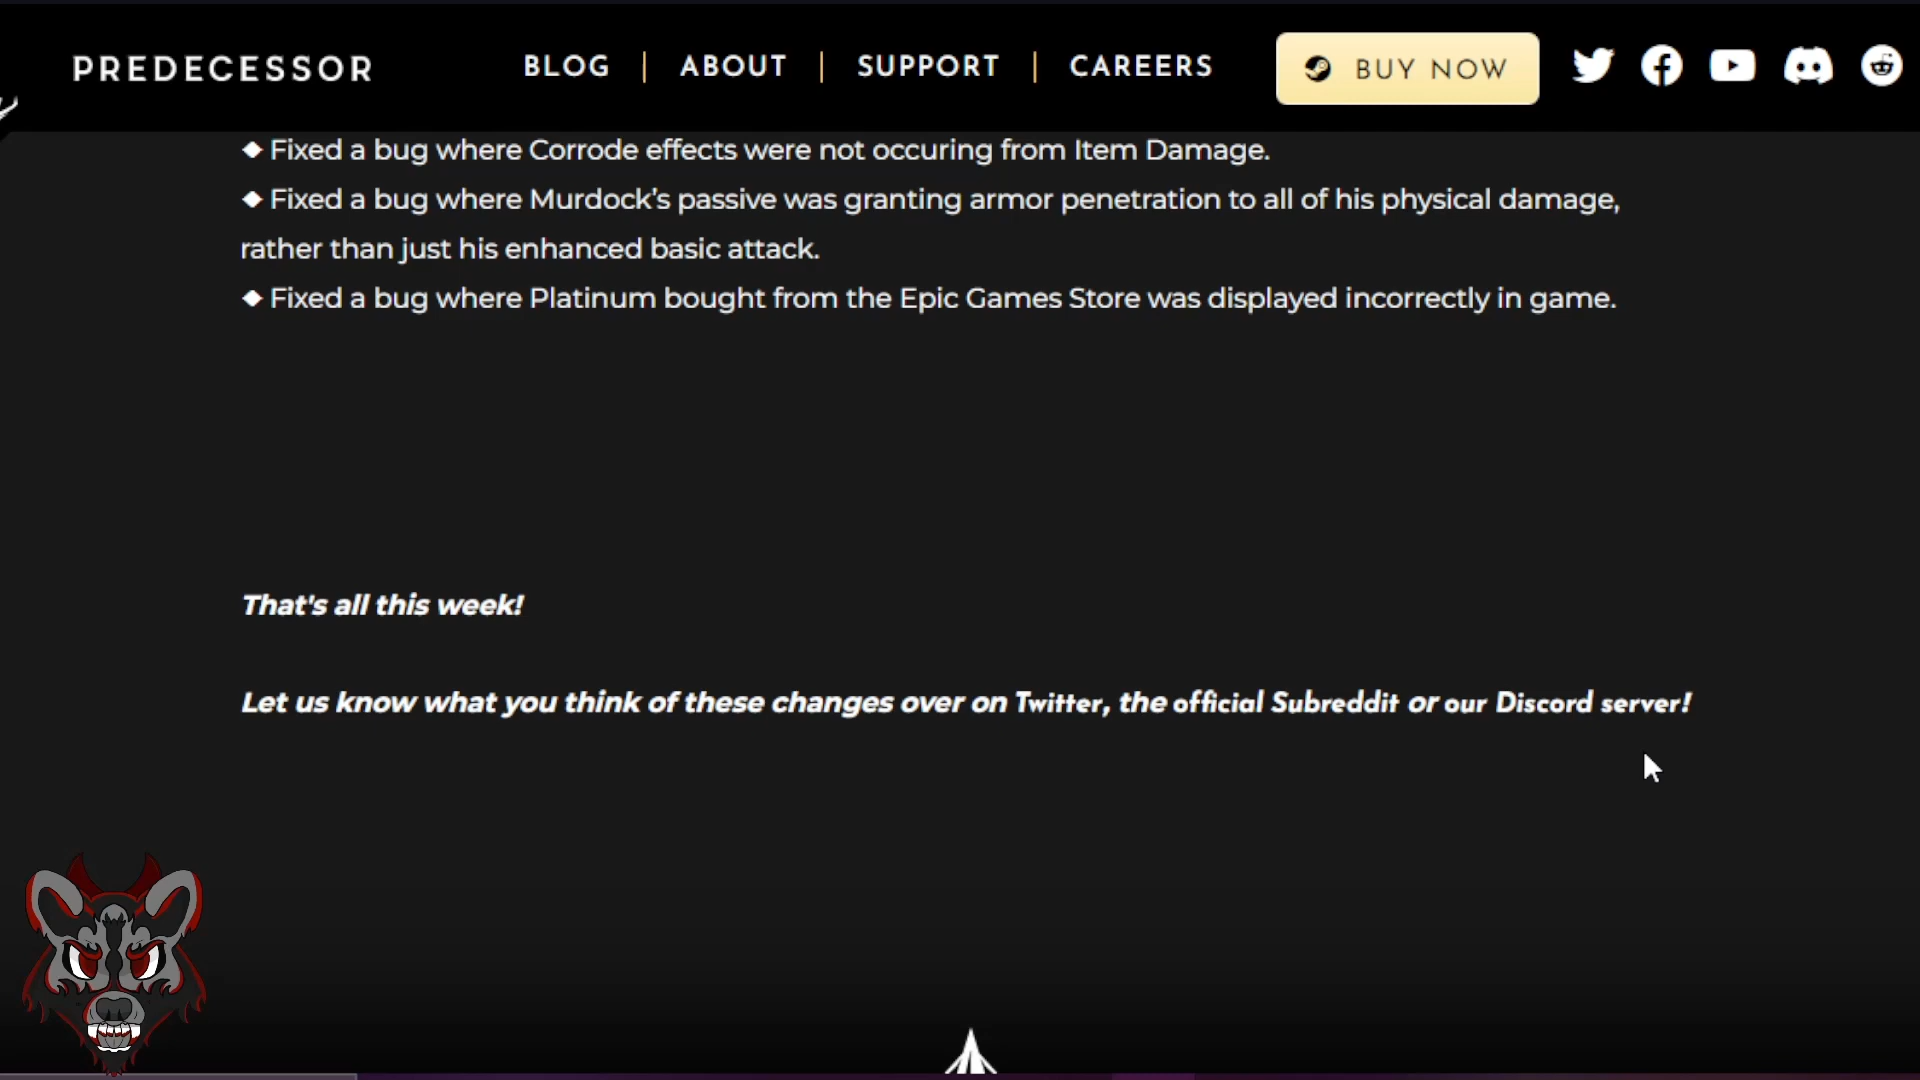 PREDECESSOR BLOG | ABOUT | SUPPORT | CAREERS BUY NOW
◆ Fixed a bug where Corrode effects were not occuring from Item Damage.
◆ Fixed a bug where Murdock’s passive was granting armor penetration to all of his physical damage,
rather than just his enhanced basic attack.
◆ Fixed a bug where Platinum bought from the Epic Games Store was displayed incorrectly in game.
That's all this week!
Let us know what you think of these changes over on Twitter, the official Subreddit or our Discord server!